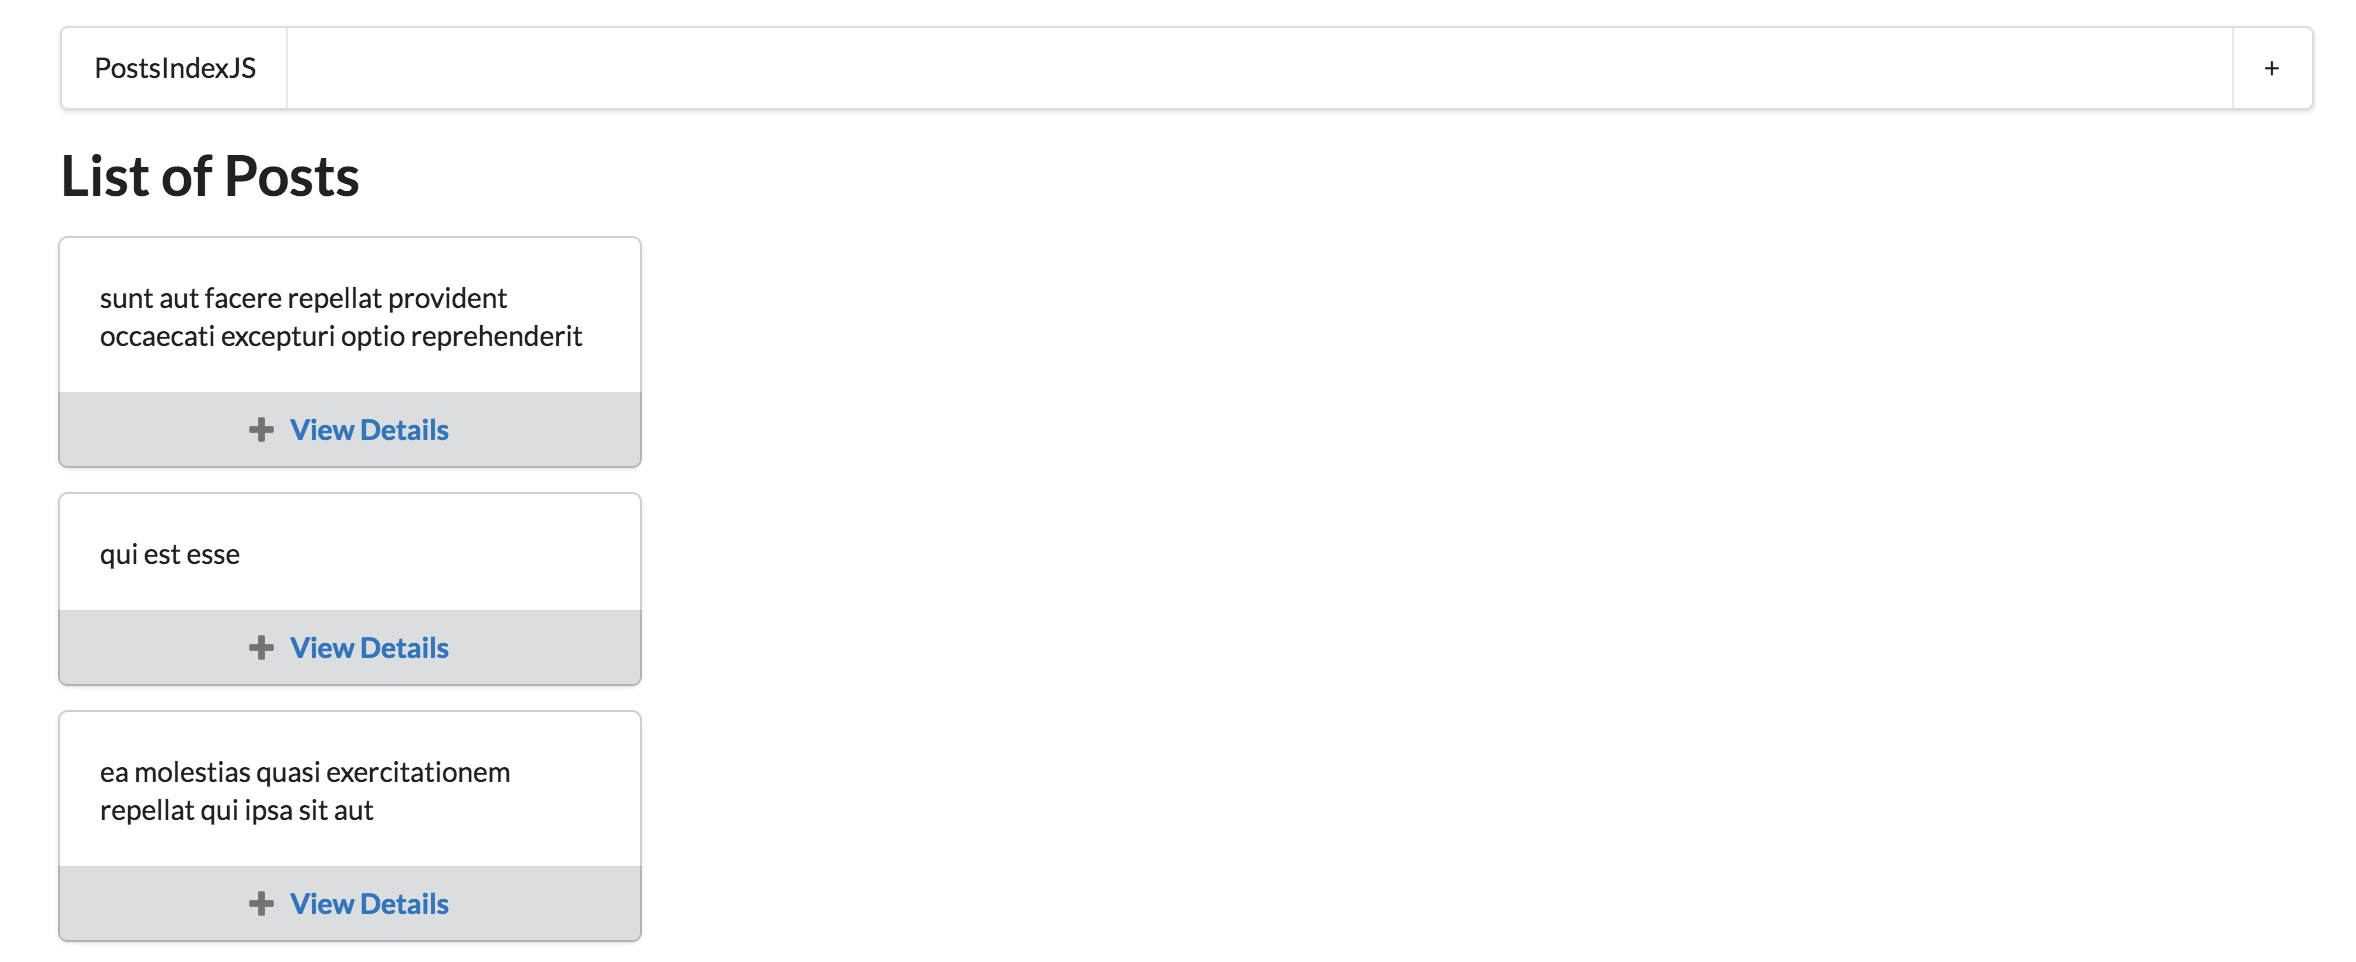 PostsIndexJS
+
List of Posts
sunt aut facere repellat provident
occaecati excepturi optio reprehenderit
View Details
qui est esse
View Details
ea molestias quasi exercitationem
repellat qui ipsa sit aut
View Details